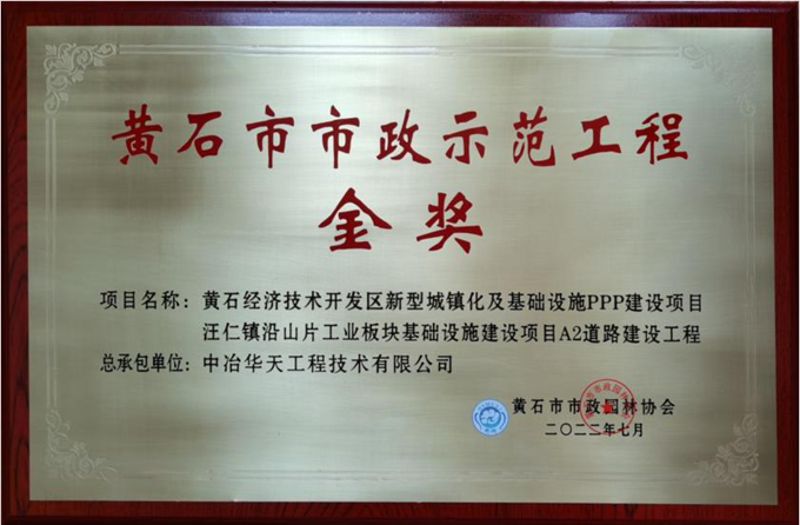 黄石市市政示范工程
金奖
项目名称：黄石经济技术开发区新型城镇化及基础设施PPP建设项目
汪仁镇沿山片工业板块基础设施建设项目A2道路建设工程
总承包单位：中冶华天工程技术有限公司
黄石市市政园林协会
二〇二二年七月